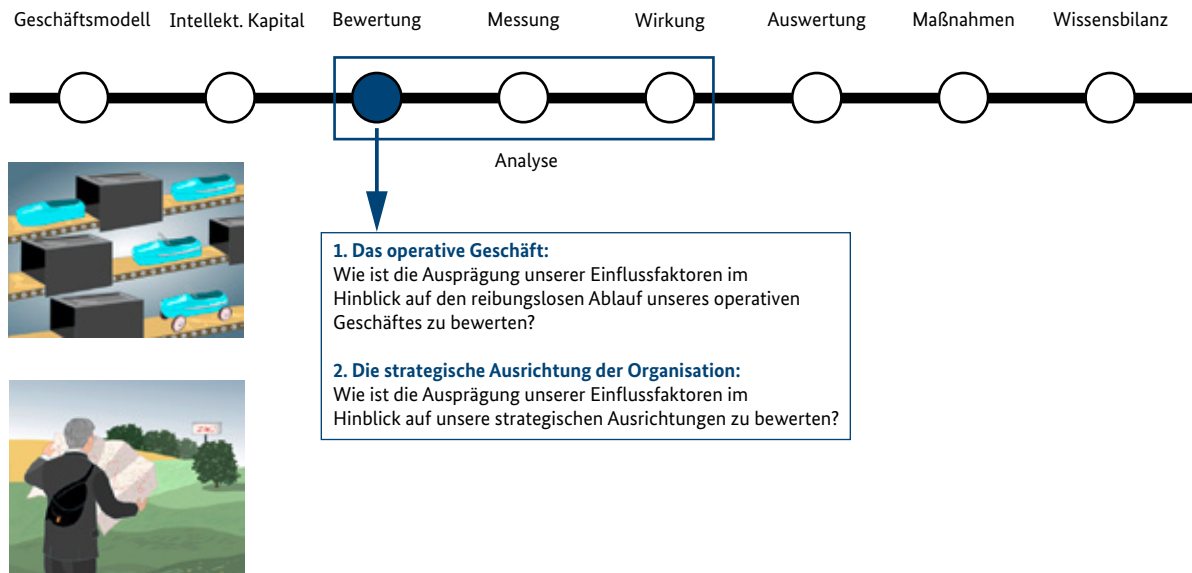 Geschäftsmodell
Intellekt. Kapital
Bewertung
Messung
Wirkung
Auswertung
Maßnahmen
Wissensbilanz
Analyse
1. Das operative Geschäft:
Wie ist die Ausprägung unserer Einflussfaktoren im
Hinblick auf den reibungslosen Ablauf unseres operativen
Geschäftes zu bewerten?
2. Die strategische Ausrichtung der Organisation:
Wie ist die Ausprägung unserer Einflussfaktoren im
Hinblick auf unsere strategischen Ausrichtungen zu bewerten?